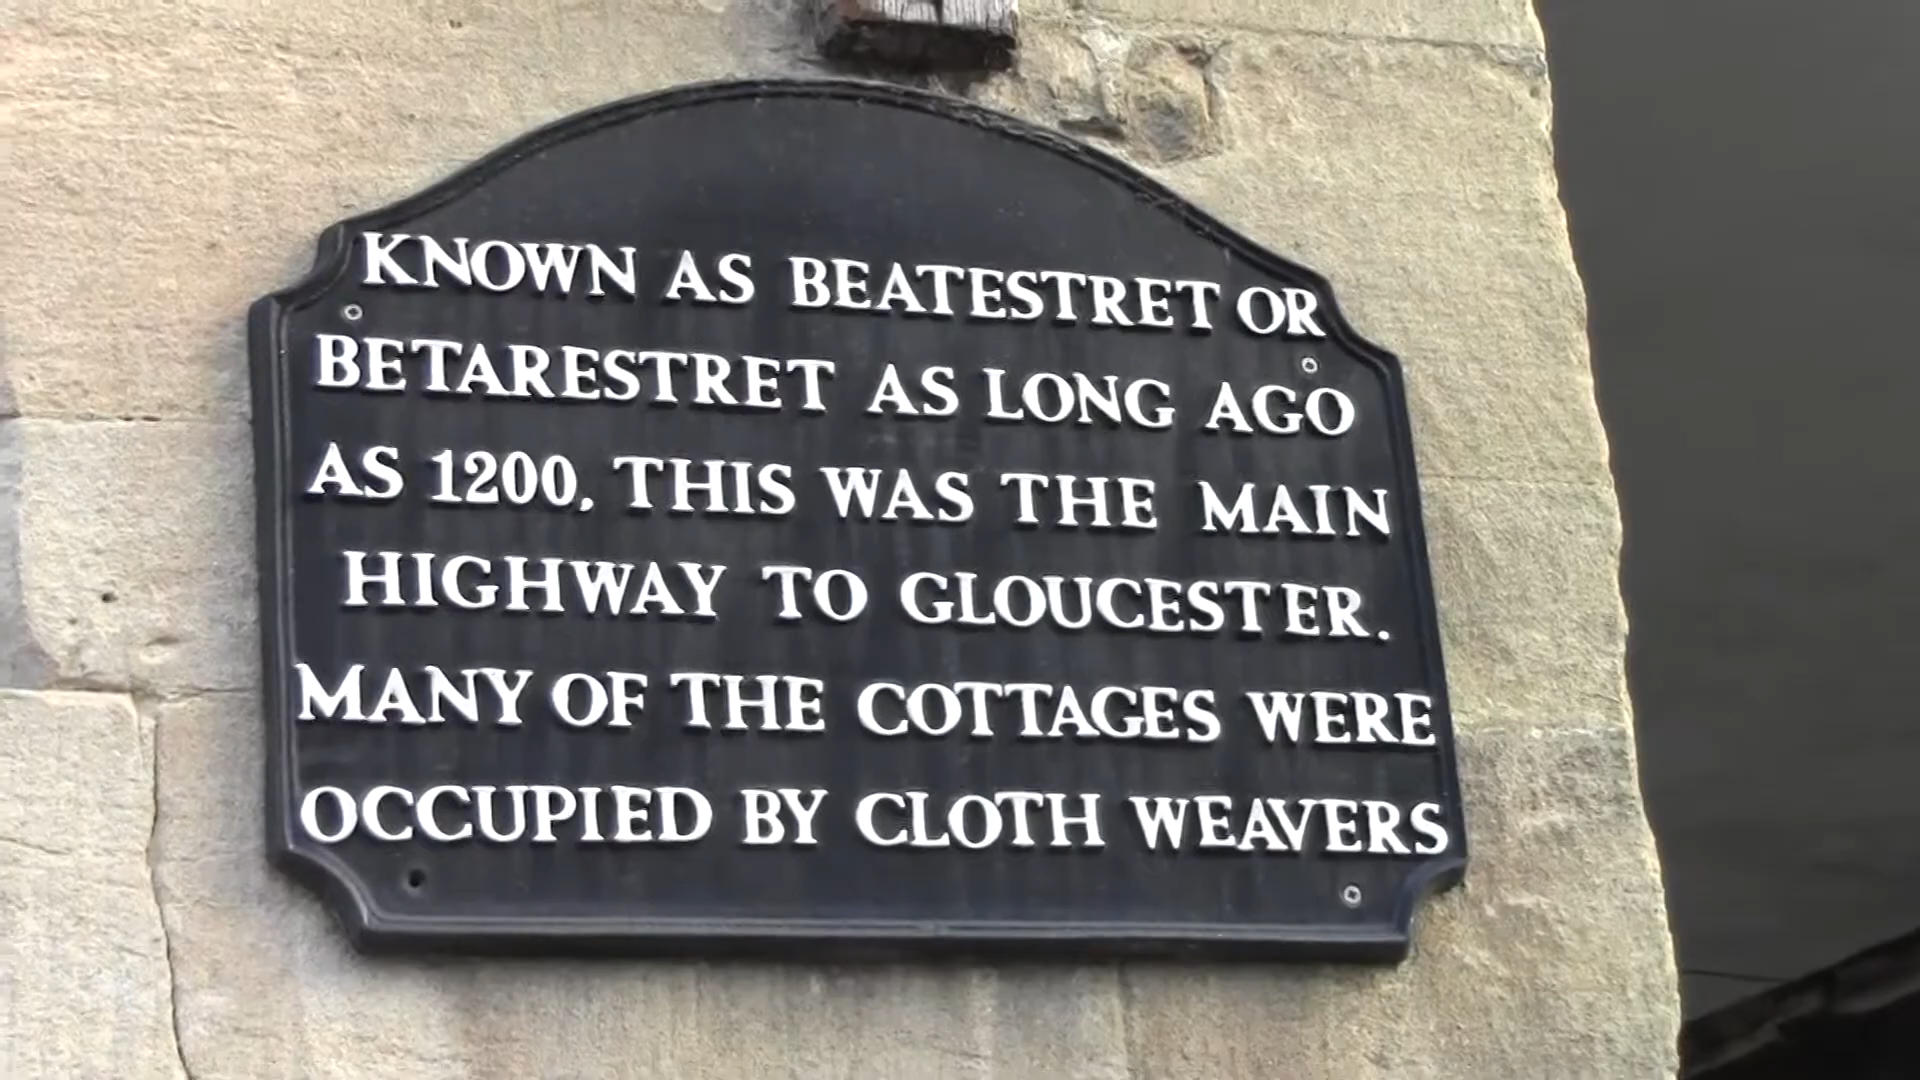 KNOWN AS BEATESTRET OR
BETARESTRET AS LONG AGO
AS 1200. THIS WAS THE MAIN
HIGHWAY TO GLOUCESTER.
MANY OF THE COTTAGES WERE
OCCUPIED BY CLOTH WEAVERS